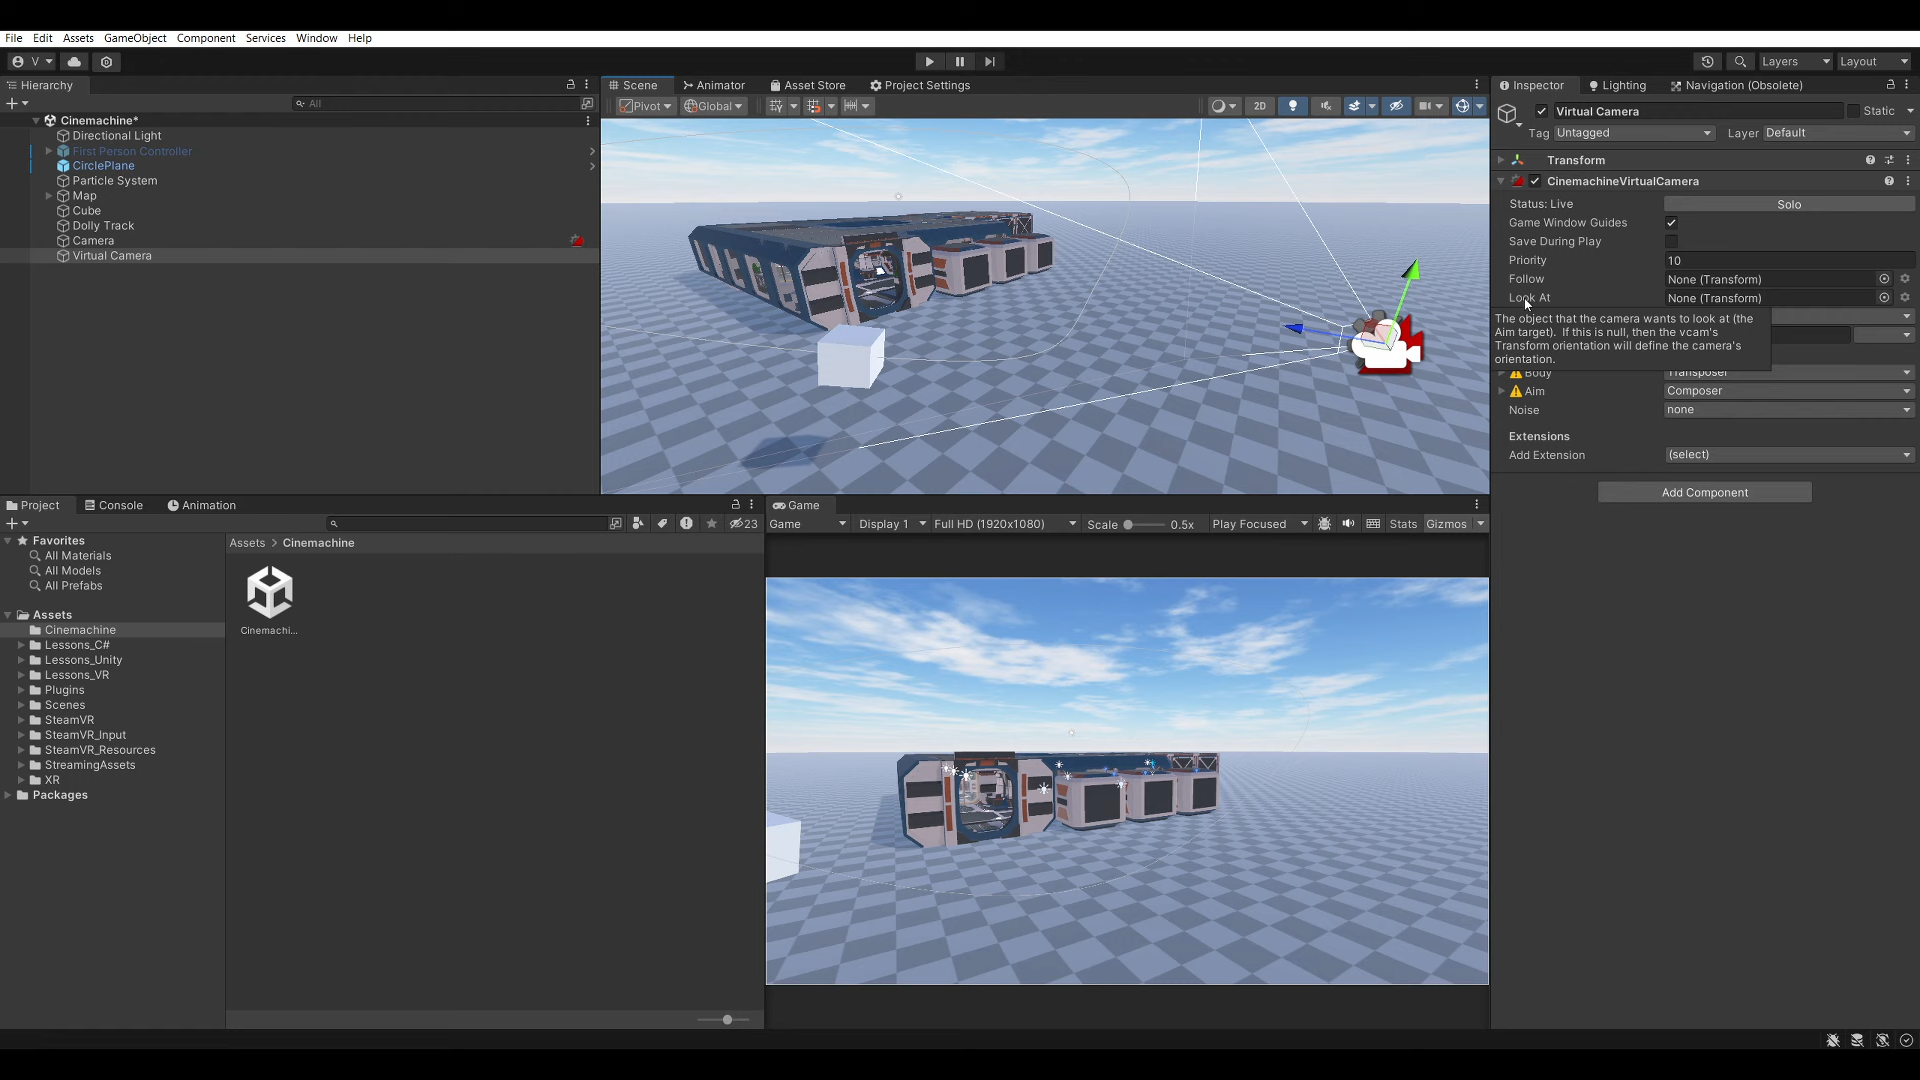 File Edit Assets GameObject Component Services Window Help
V
Layers
Layout
Hierarchy
All
Cinemachine*
Directional Light
First Person Controller
CirclePlane
Particle System
Map
Cube
Dolly Track
Camera
Virtual Camera
Scene Animator Asset Store Project Settings
Pivot Global 2D
Inspector Lighting Navigation (Obsolete)
Virtual Camera Static
Tag Untagged Layer Default
Transform
CinemachineVirtualCamera
Status: Live Solo
Game Window Guides
Save During Play
Priority 10
Follow None (Transform)
Look At None (Transform)
The object that the camera wants to look at (the
Aim target). If this is null, then the vcam's
Transform orientation will define the camera's
orientation.
Body Transposer
Aim Composer
Noise none
Extensions
Add Extension (select)
Add Component
Project Console Animation
23
Favorites
All Materials
All Models
All Prefabs
Assets
Cinemachine
Lessons_C#
Lessons_Unity
Lessons_VR
Plugins
Scenes
SteamVR
SteamVR_Input
SteamVR_Resources
StreamingAssets
XR
Packages
Assets > Cinemachine
Cinemachi...
Game
Game Display 1 Full HD (1920x1080) Scale 0.5x Play Focused Stats Gizmos